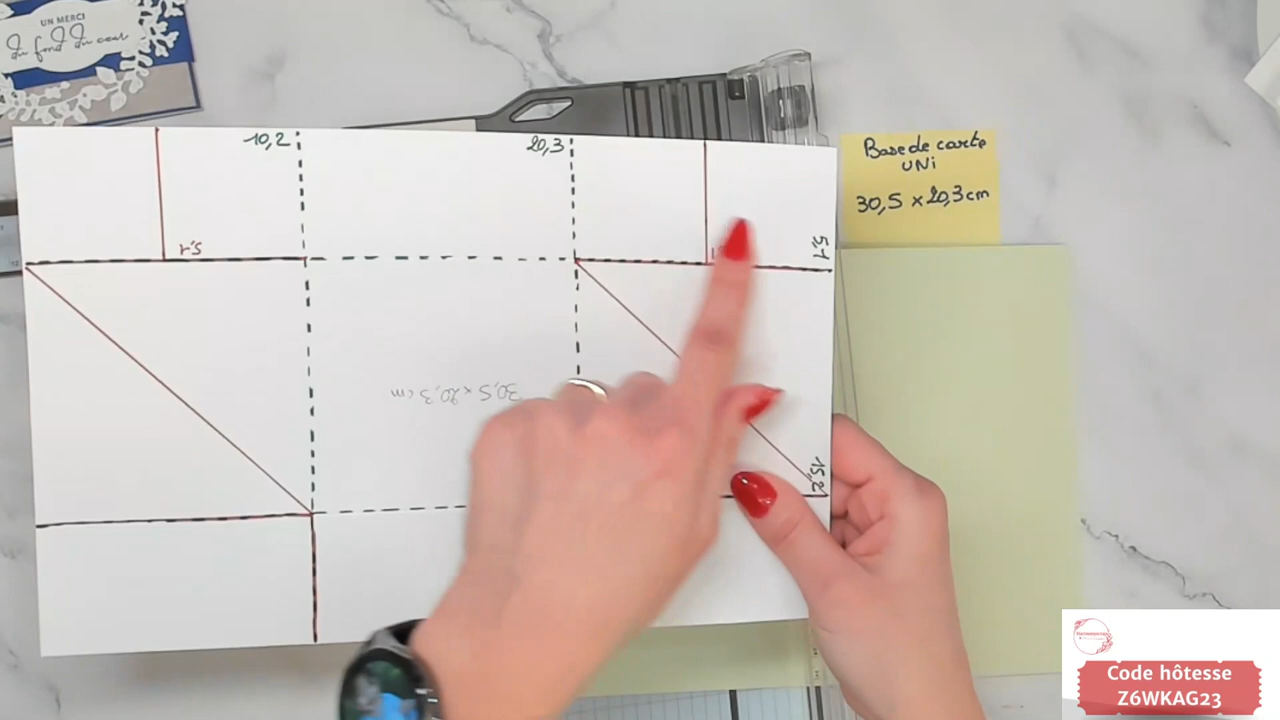 UN MERCI
du fond du cœur
10,2
20,3
Base de carte
UNi
30,5 x 20,3 cm
5,1
5,1
30,5 x 20,3 cm
15,2
Code hôtesse
Z6WKAG23